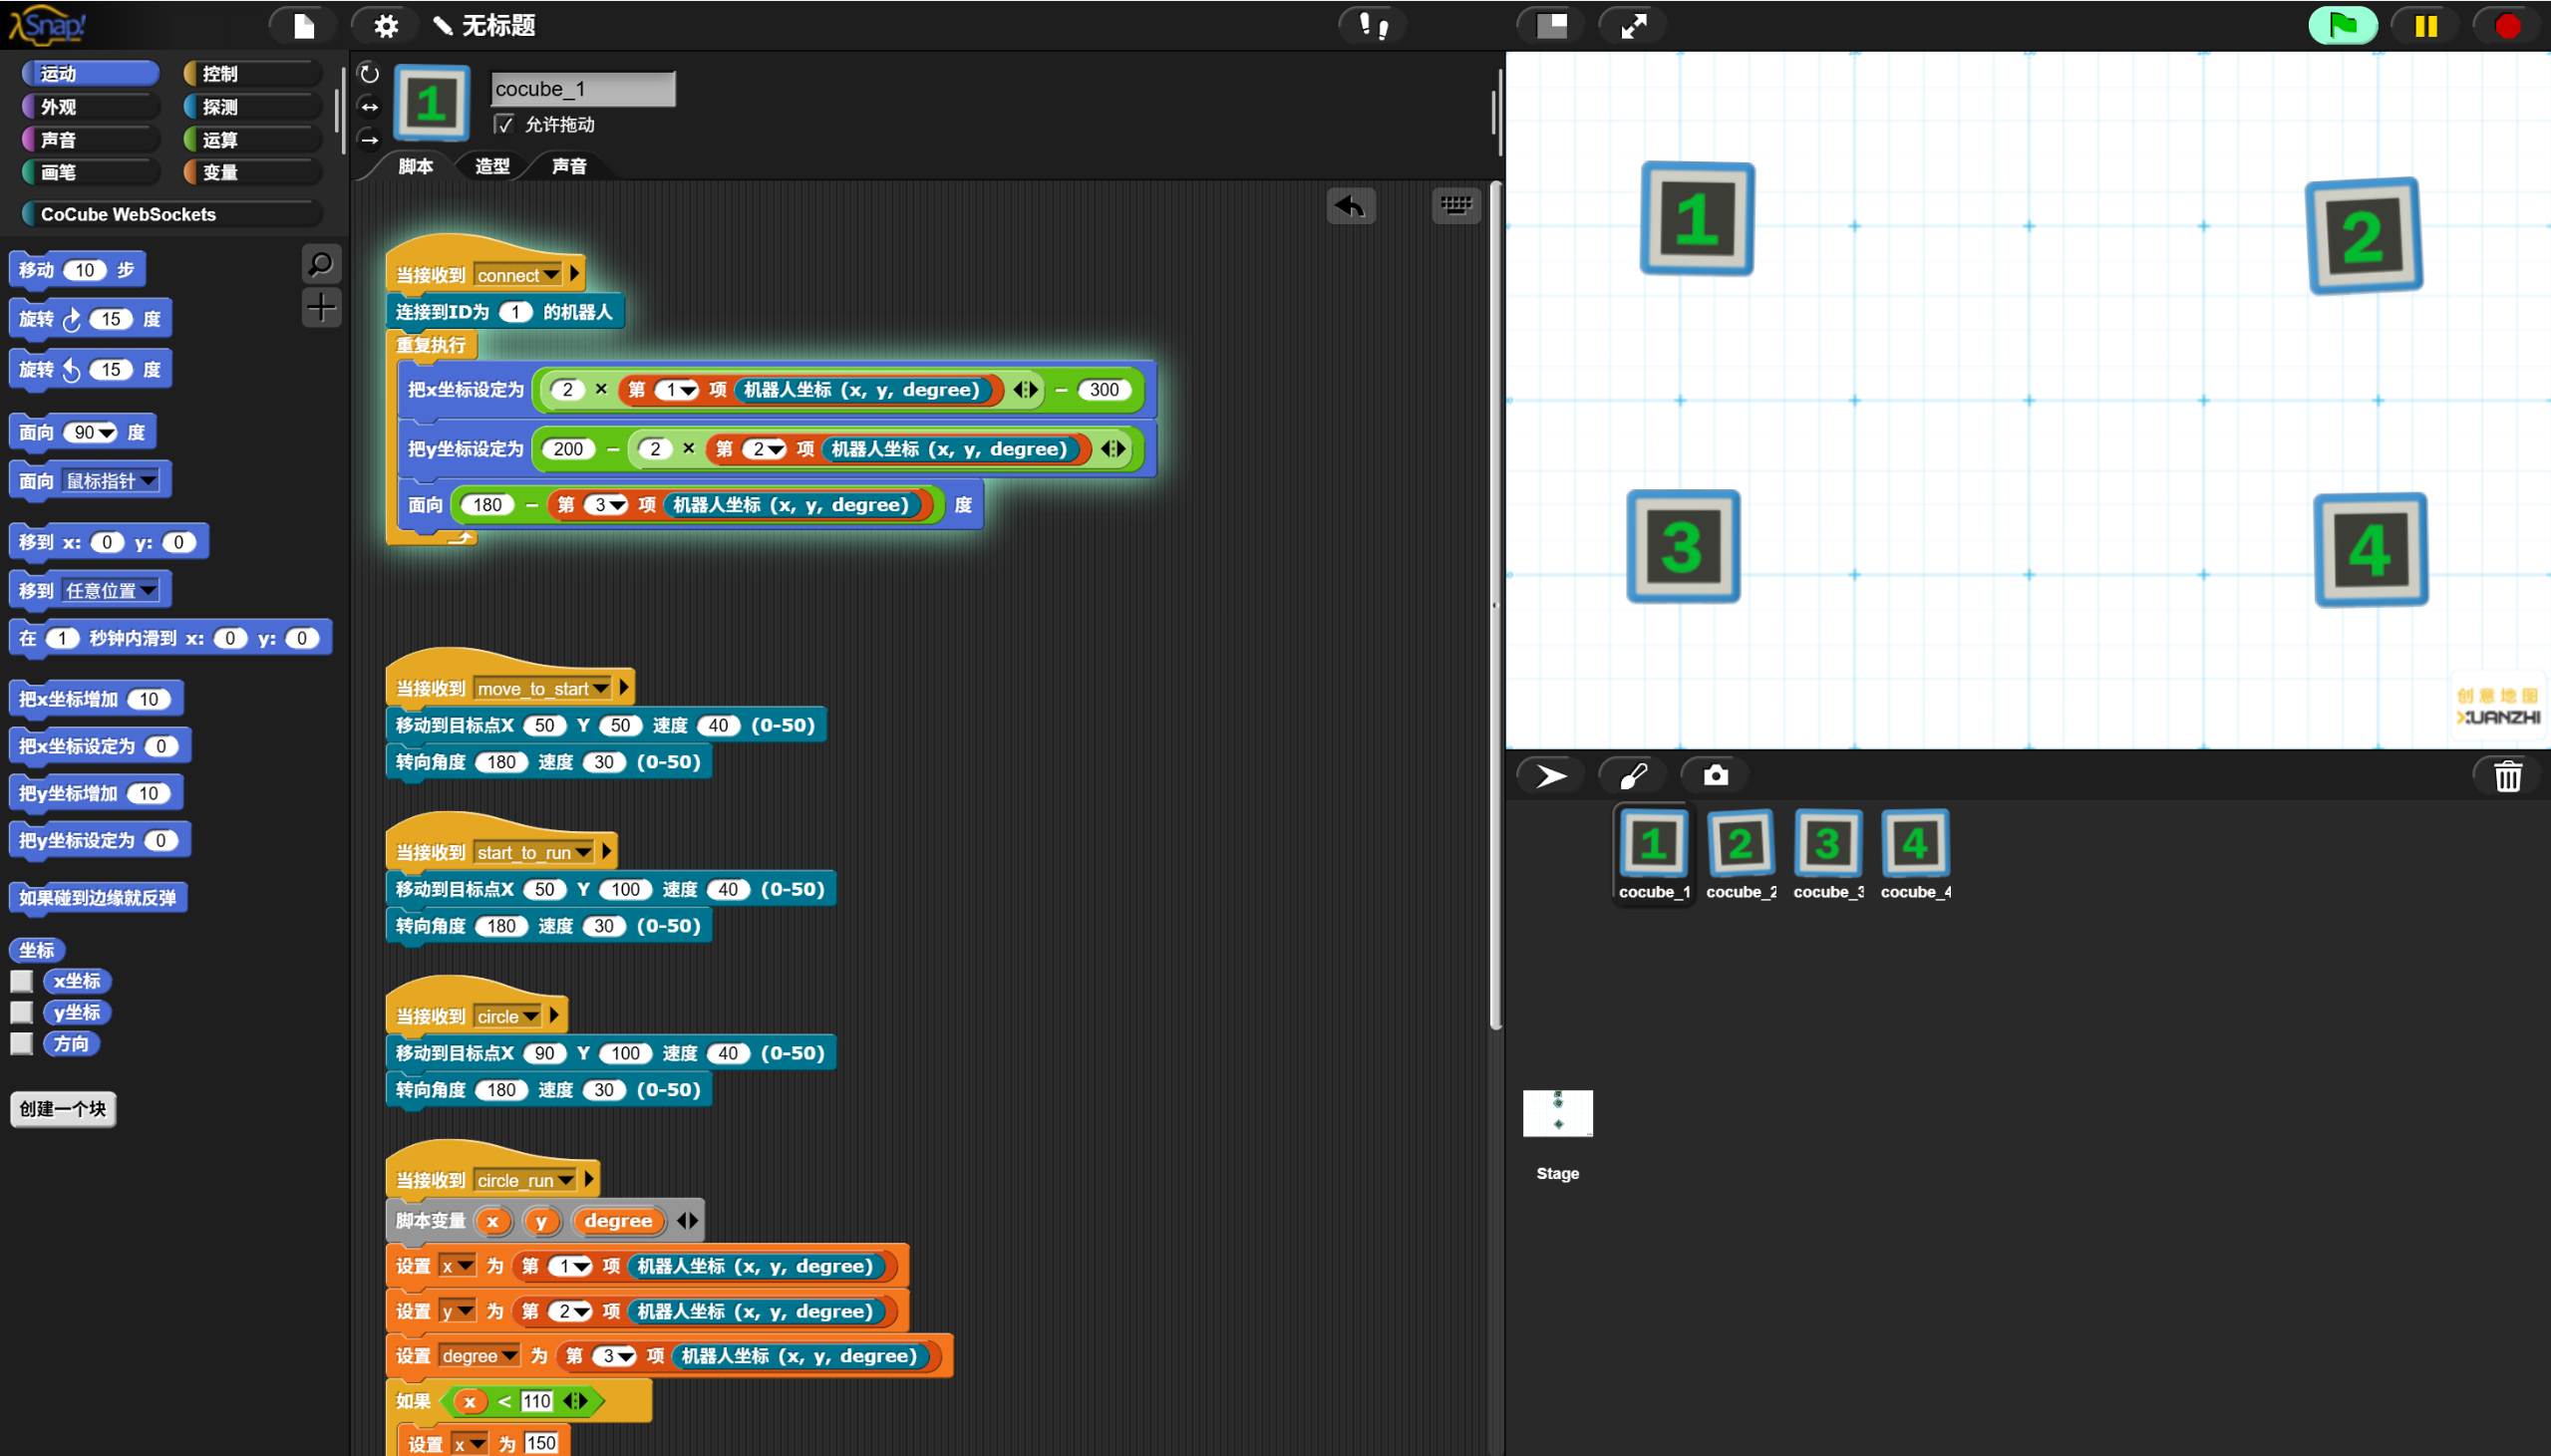 Snap!
无标题
运动
控制
外观
探测
声音
运算
画笔
变量
CoCube WebSockets
移动 10 步
旋转 15 度
旋转 15 度
面向 90 度
面向 鼠标指针
移到 x: 0 y: 0
移到 任意位置
在 1 秒钟内滑到 x: 0 y: 0
把x坐标增加 10
把x坐标设定为 0
把y坐标增加 10
把y坐标设定为 0
如果碰到边缘就反弹
坐标
x坐标
y坐标
方向
创建一个块
1
cocube_1
允许拖动
脚本 造型 声音
当接收到 connect
连接到ID为 1 的机器人
重复执行
把x坐标设定为 2 × 第 1 项 机器人坐标 (x, y, degree) − 300
把y坐标设定为 200 − 2 × 第 2 项 机器人坐标 (x, y, degree)
面向 180 − 第 3 项 机器人坐标 (x, y, degree) 度
当接收到 move_to_start
移动到目标点X 50 Y 50 速度 40 (0-50)
转向角度 180 速度 30 (0-50)
当接收到 start_to_run
移动到目标点X 50 Y 100 速度 40 (0-50)
转向角度 180 速度 30 (0-50)
当接收到 circle
移动到目标点X 90 Y 100 速度 40 (0-50)
转向角度 180 速度 30 (0-50)
当接收到 circle_run
脚本变量 x y degree
设置 x 为 第 1 项 机器人坐标 (x, y, degree)
设置 y 为 第 2 项 机器人坐标 (x, y, degree)
设置 degree 为 第 3 项 机器人坐标 (x, y, degree)
如果 x < 110
设置 x 为 150
1
2
3
4
创意地图
XUANZHI
1 2 3 4
cocube_1 cocube_2 cocube_3 cocube_4
Stage